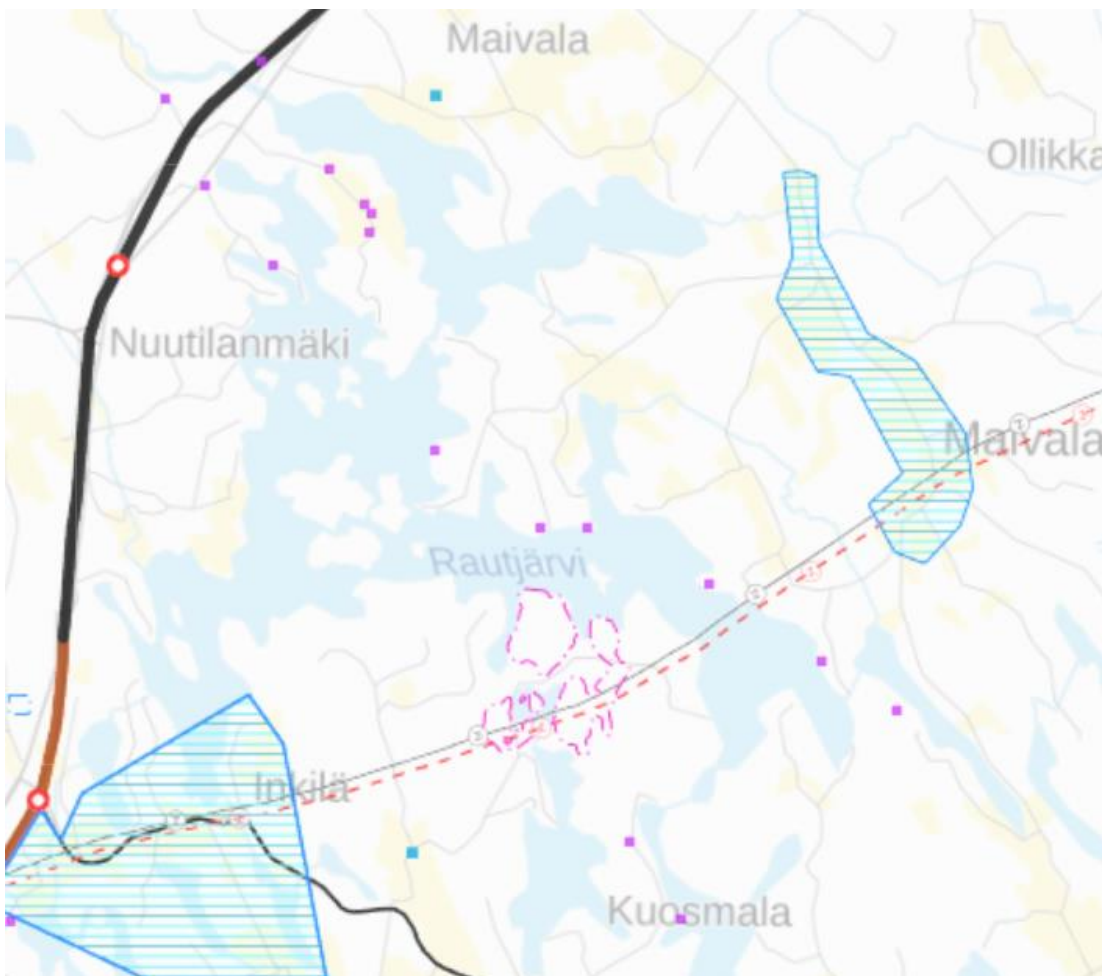 Maivala
Ollikka
Nuutilanmäki
Maivala
Rautjärvi
Inkilä
Kuosmala